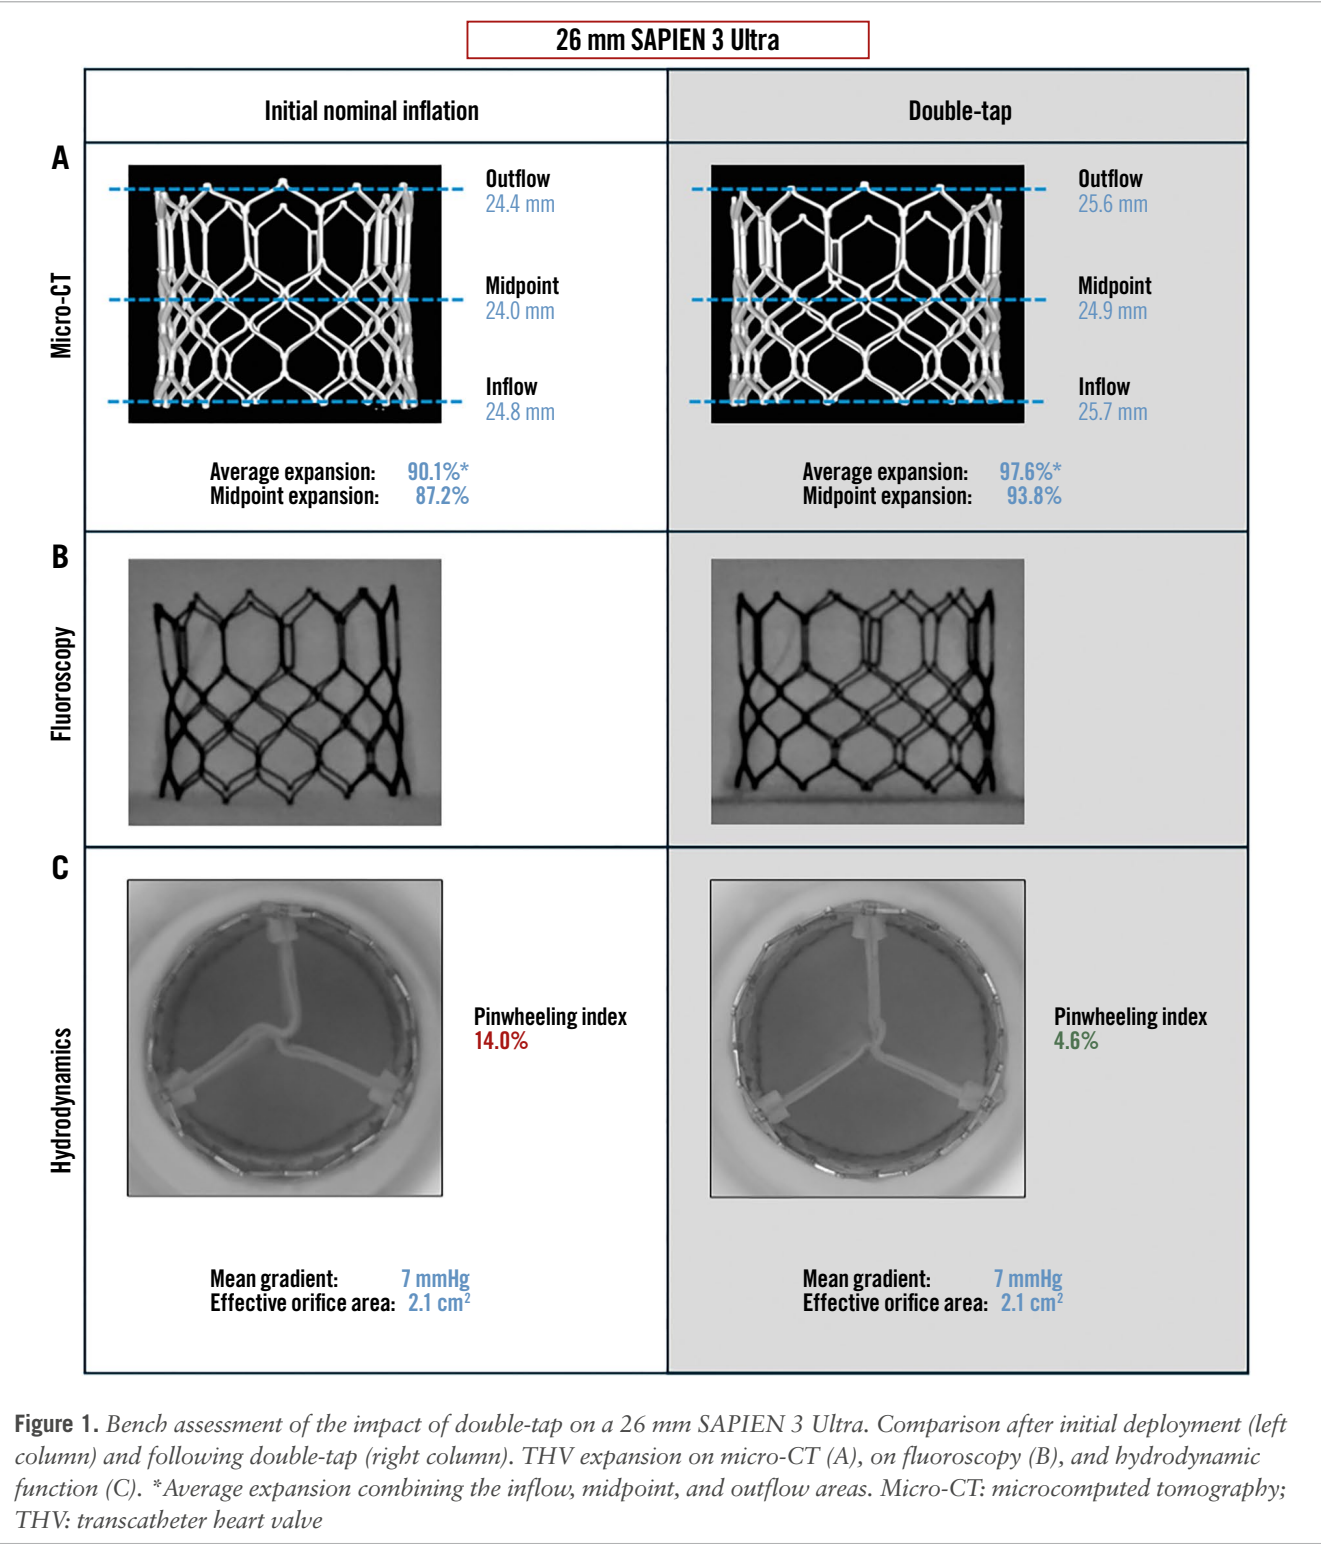 26 mm SAPIEN 3 Ultra
Initial nominal inflation
Double-tap
A
Micro-CT
Outflow
24.4 mm
Midpoint
24.0 mm
Inflow
24.8 mm
Average expansion: 90.1%*
Midpoint expansion: 87.2%
Outflow
25.6 mm
Midpoint
24.9 mm
Inflow
25.7 mm
Average expansion: 97.6%*
Midpoint expansion: 93.8%
B
Fluoroscopy
C
Hydrodynamics
Pinwheeling index
14.0%
Mean gradient: 7 mmHg
Effective orifice area: 2.1 cm²
Pinwheeling index
4.6%
Mean gradient: 7 mmHg
Effective orifice area: 2.1 cm²
Figure 1. Bench assessment of the impact of double-tap on a 26 mm SAPIEN 3 Ultra. Comparison after initial deployment (left
column) and following double-tap (right column). THV expansion on micro-CT (A), on fluoroscopy (B), and hydrodynamic
function (C). *Average expansion combining the inflow, midpoint, and outflow areas. Micro-CT: microcomputed tomography;
THV: transcatheter heart valve